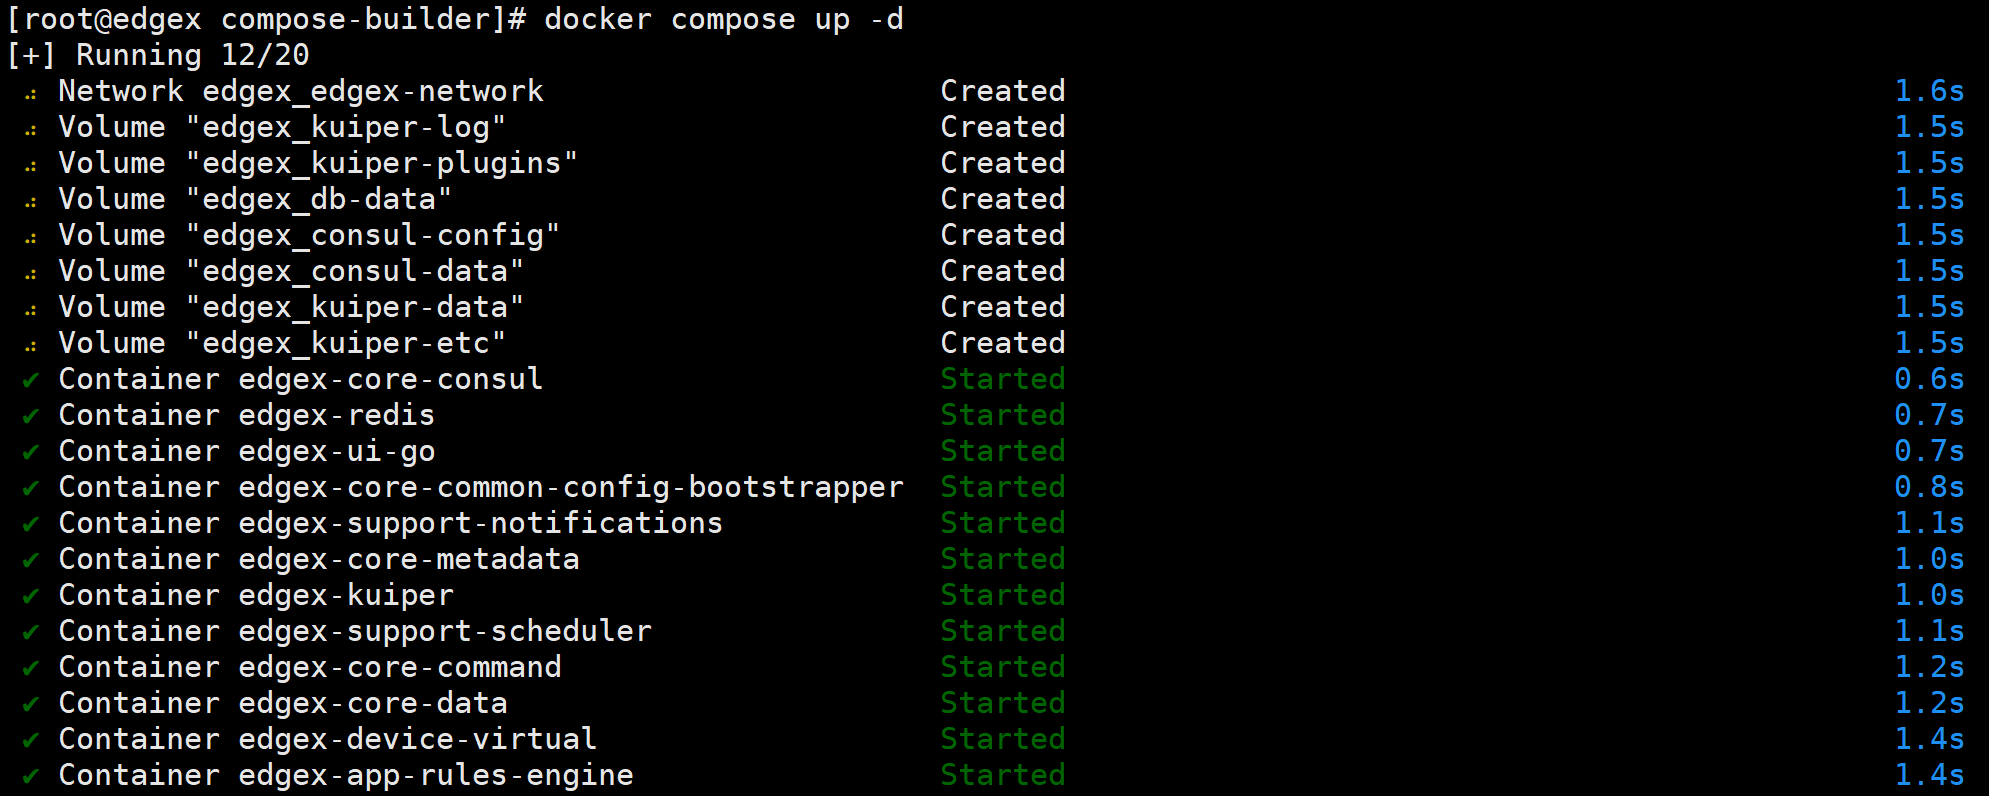 [root@edgex compose-builder]# docker compose up -d
[+] Running 12/20
⠴ Network edgex_edgex-network Created 1.6s
⠴ Volume "edgex_kuiper-log" Created 1.5s
⠴ Volume "edgex_kuiper-plugins" Created 1.5s
⠴ Volume "edgex_db-data" Created 1.5s
⠴ Volume "edgex_consul-config" Created 1.5s
⠴ Volume "edgex_consul-data" Created 1.5s
⠴ Volume "edgex_kuiper-data" Created 1.5s
⠴ Volume "edgex_kuiper-etc" Created 1.5s
✔ Container edgex-core-consul Started 0.6s
✔ Container edgex-redis Started 0.7s
✔ Container edgex-ui-go Started 0.7s
✔ Container edgex-core-common-config-bootstrapper Started 0.8s
✔ Container edgex-support-notifications Started 1.1s
✔ Container edgex-core-metadata Started 1.0s
✔ Container edgex-kuiper Started 1.0s
✔ Container edgex-support-scheduler Started 1.1s
✔ Container edgex-core-command Started 1.2s
✔ Container edgex-core-data Started 1.2s
✔ Container edgex-device-virtual Started 1.4s
✔ Container edgex-app-rules-engine Started 1.4s